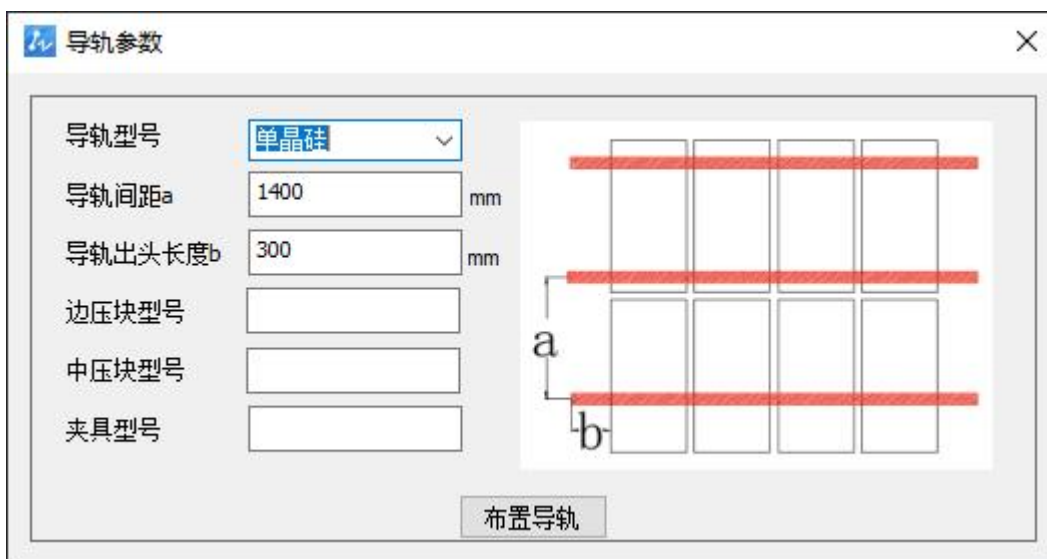 导轨参数
导轨型号 单晶硅
导轨间距a 1400 mm
导轨出头长度b 300 mm
边压块型号
中压块型号
夹具型号
a
b
布置导轨